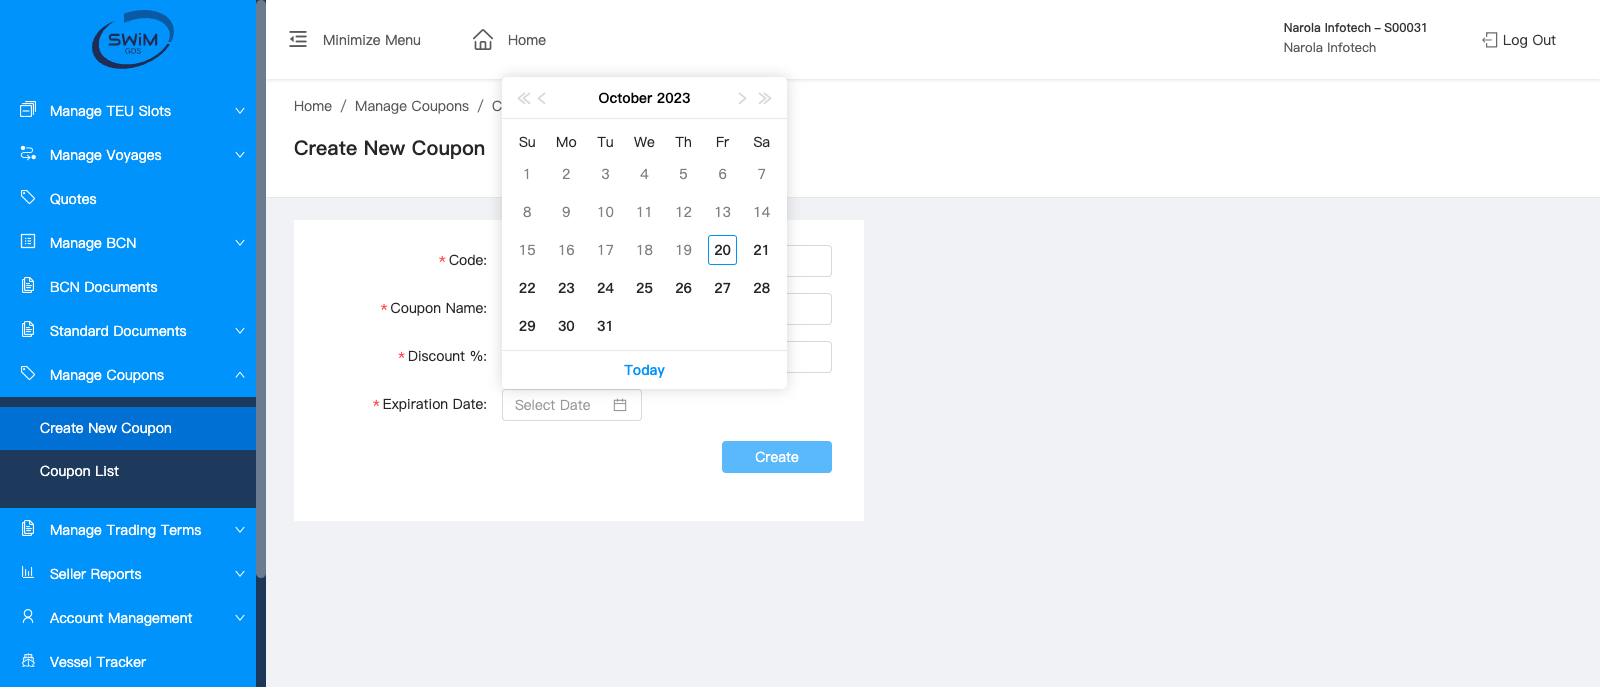 SWiM
GDS
Minimize Menu
Home
Narola Infotech – S00031
Narola Infotech
Log Out
Manage TEU Slots
Manage Voyages
Quotes
Manage BCN
BCN Documents
Standard Documents
Manage Coupons
Create New Coupon
Coupon List
Manage Trading Terms
Seller Reports
Account Management
Vessel Tracker
Home / Manage Coupons / C
Create New Coupon
October 2023
Su Mo Tu We Th Fr Sa
1 2 3 4 5 6 7
8 9 10 11 12 13 14
15 16 17 18 19 20 21
22 23 24 25 26 27 28
29 30 31
Today
* Code:
* Coupon Name:
* Discount %:
* Expiration Date:
Select Date
Create